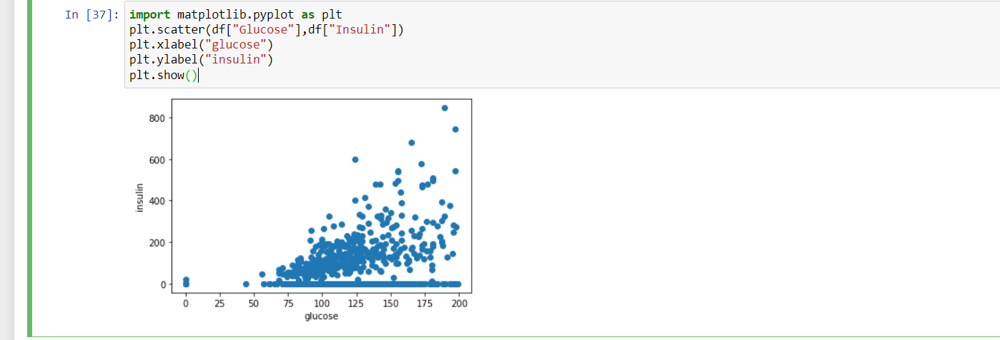 In [37]: import matplotlib.pyplot as plt
plt.scatter(df["Glucose"],df["Insulin"])
plt.xlabel("glucose")
plt.ylabel("insulin")
plt.show()
800
600
400
200
0
insulin
0 25 50 75 100 125 150 175 200
glucose